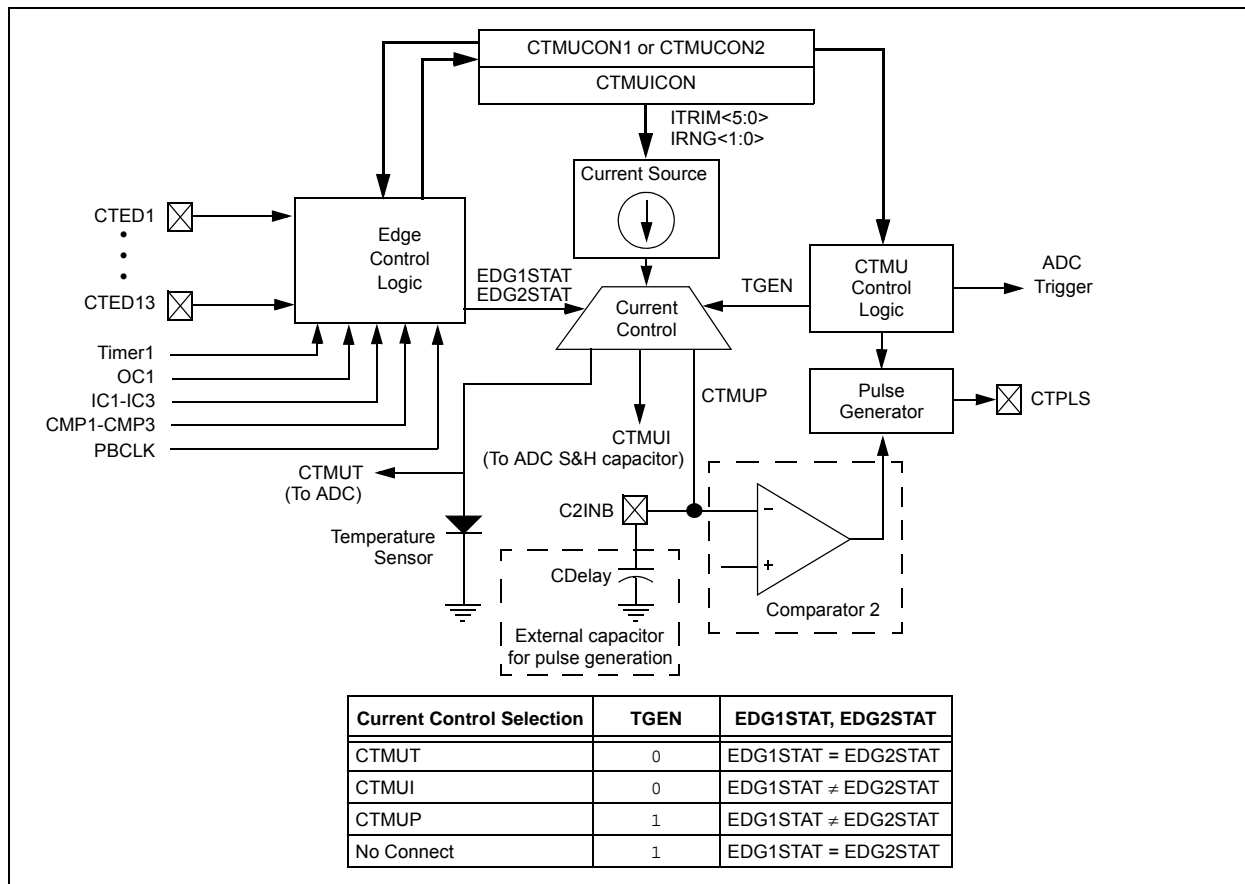 CTMUCON1 or CTMUCON2
CTMUICON
ITRIM<5:0>
IRNG<1:0>
Current Source
CTED1
CTED13
Edge
Control
Logic
EDG1STAT
EDG2STAT
Current
Control
TGEN
CTMU
Control
Logic
ADC
Trigger
Timer1
OC1
IC1-IC3
CMP1-CMP3
PBCLK
Pulse
Generator
CTPLS
CTMUP
CTMUI
(To ADC S&H capacitor)
CTMUT
(To ADC)
C2INB
Temperature
Sensor
CDelay
External capacitor
for pulse generation
−
+
Comparator 2
Current Control Selection TGEN EDG1STAT, EDG2STAT
CTMUT 0 EDG1STAT = EDG2STAT
CTMUI 0 EDG1STAT ≠ EDG2STAT
CTMUP 1 EDG1STAT ≠ EDG2STAT
No Connect 1 EDG1STAT = EDG2STAT